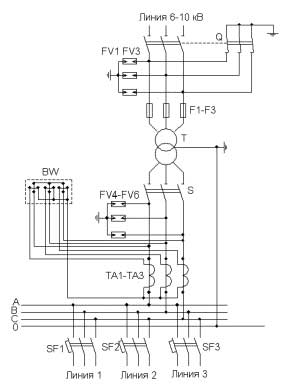 Линия 6-10 кВ
Q
FV1 FV3
F1-F3
T
BW
FV4-FV6
S
TA1-TA3
A
B
C
0
SF1
SF2
SF3
Линия 1
Линия 2
Линия 3